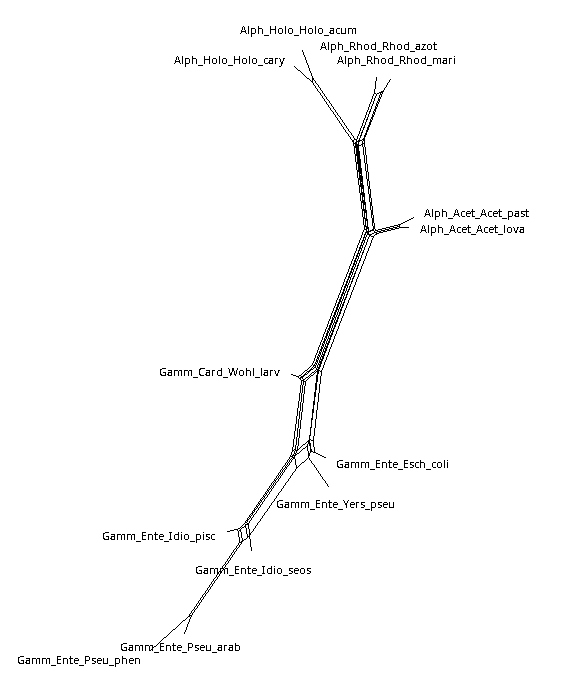 Alph_Holo_Holo_acum
Alph_Rhod_Rhod_azot
Alph_Holo_Holo_cary
Alph_Rhod_Rhod_mari
Alph_Acet_Acet_past
Alph_Acet_Acet_lova
Gamm_Card_Wohl_larv
Gamm_Ente_Esch_coli
Gamm_Ente_Yers_pseu
Gamm_Ente_Idio_pisc
Gamm_Ente_Idio_seos
Gamm_Ente_Pseu_arab
Gamm_Ente_Pseu_phen